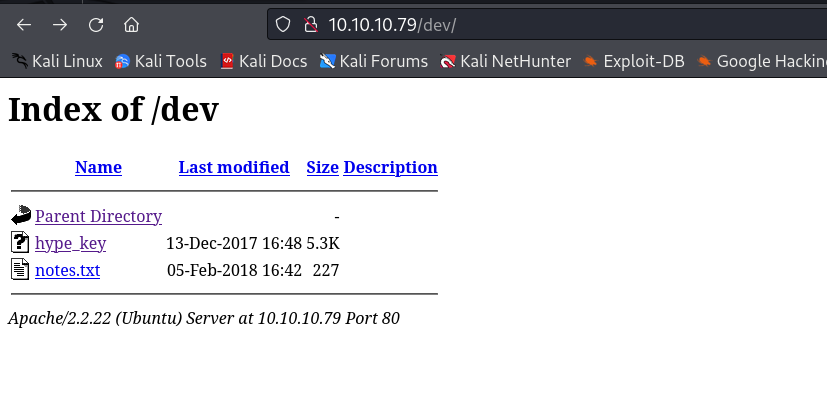 10.10.10.79/dev/
Kali Linux Kali Tools Kali Docs Kali Forums Kali NetHunter Exploit-DB Google Hackin
Index of /dev
Name Last modified Size Description
Parent Directory -
hype_key 13-Dec-2017 16:48 5.3K
notes.txt 05-Feb-2018 16:42 227
Apache/2.2.22 (Ubuntu) Server at 10.10.10.79 Port 80